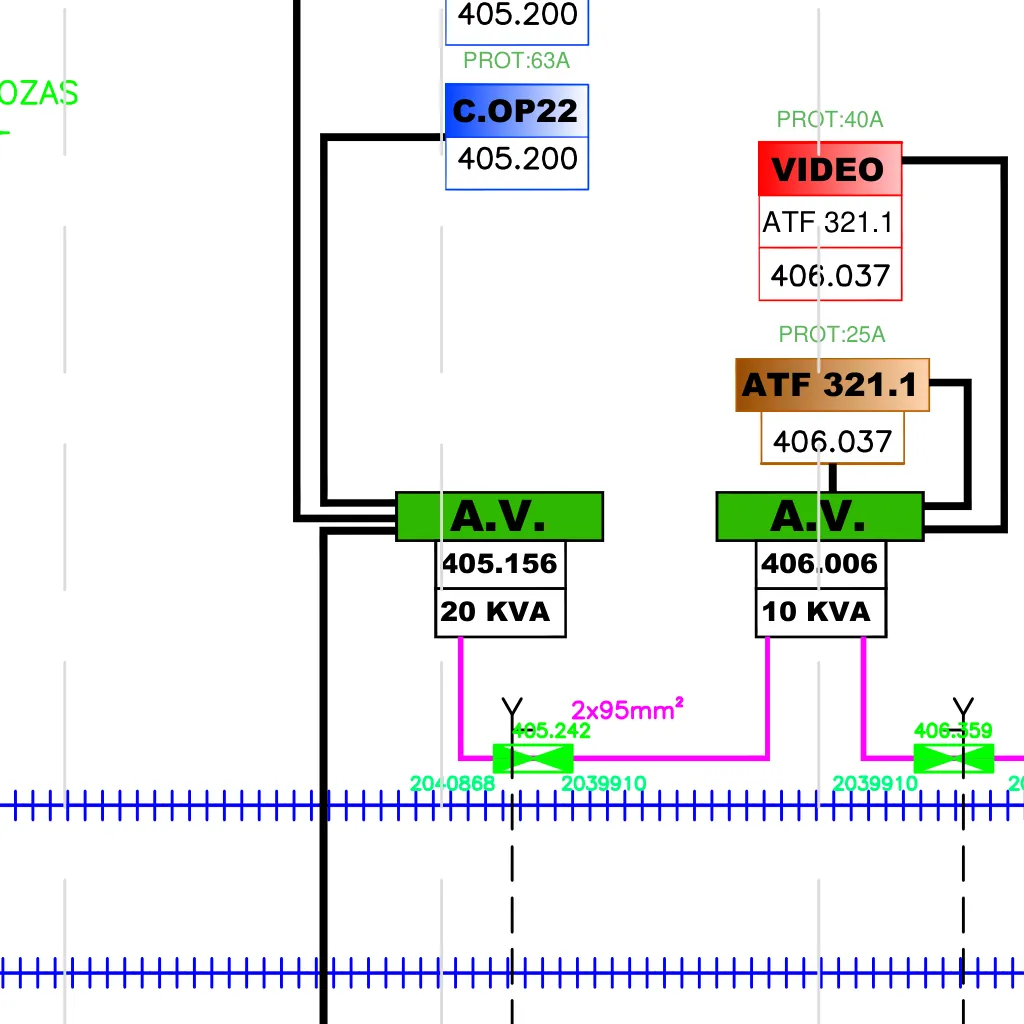 405.200
PROT:63A
C.OP22
405.200
OZAS
PROT:40A
VIDEO
ATF 321.1
406.037
PROT:25A
ATF 321.1
406.037
A.V.
405.156
20 KVA
A.V.
406.006
10 KVA
2x95mm²
405.242
406.359
2040868
2039910
2039910